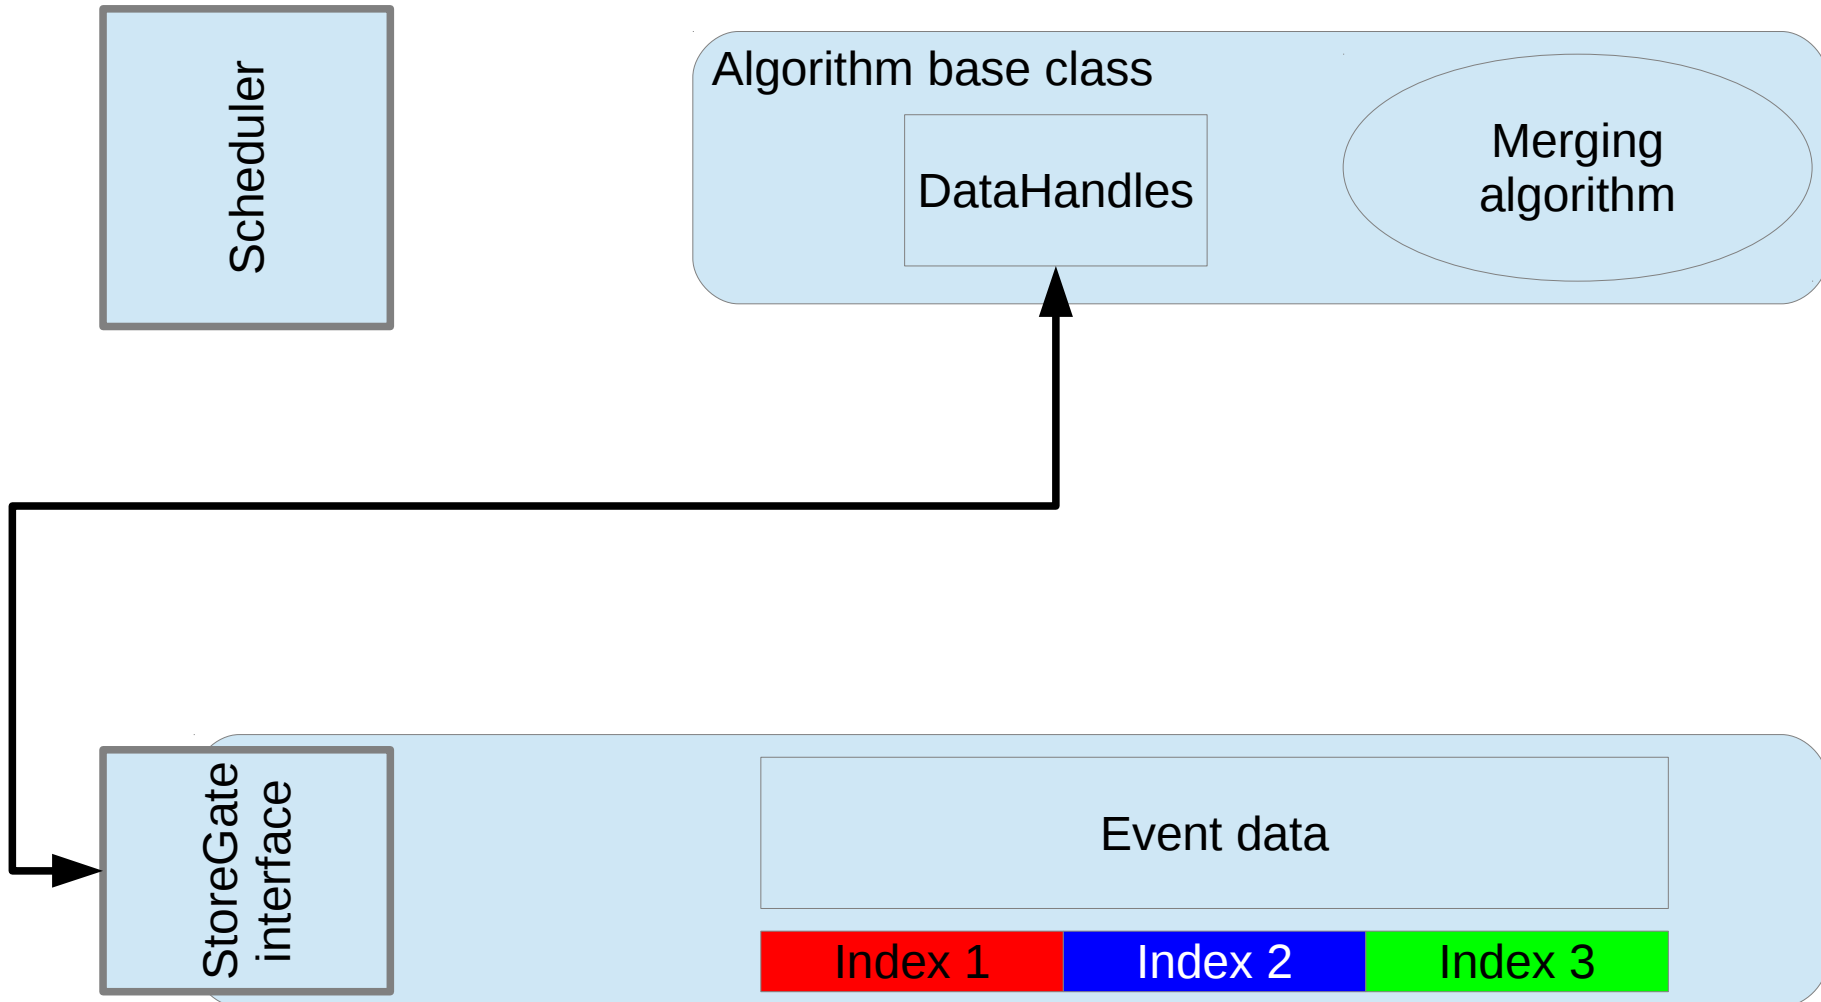 Scheduler
Algorithm base class
DataHandles
Merging
algorithm
StoreGate
interface
Event data
Index 1
Index 2
Index 3